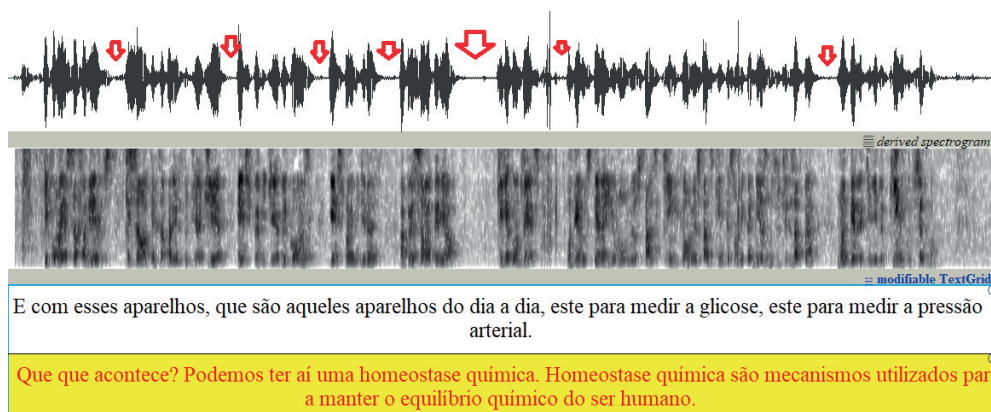 derived spectrogram
modifiable TextGrid
E com esses aparelhos, que são aqueles aparelhos do dia a dia, este para medir a glicose, este para medir a pressão
arterial.
Que que acontece? Podemos ter aí uma homeostase química. Homeostase química são mecanismos utilizados par
a manter o equilíbrio químico do ser humano.